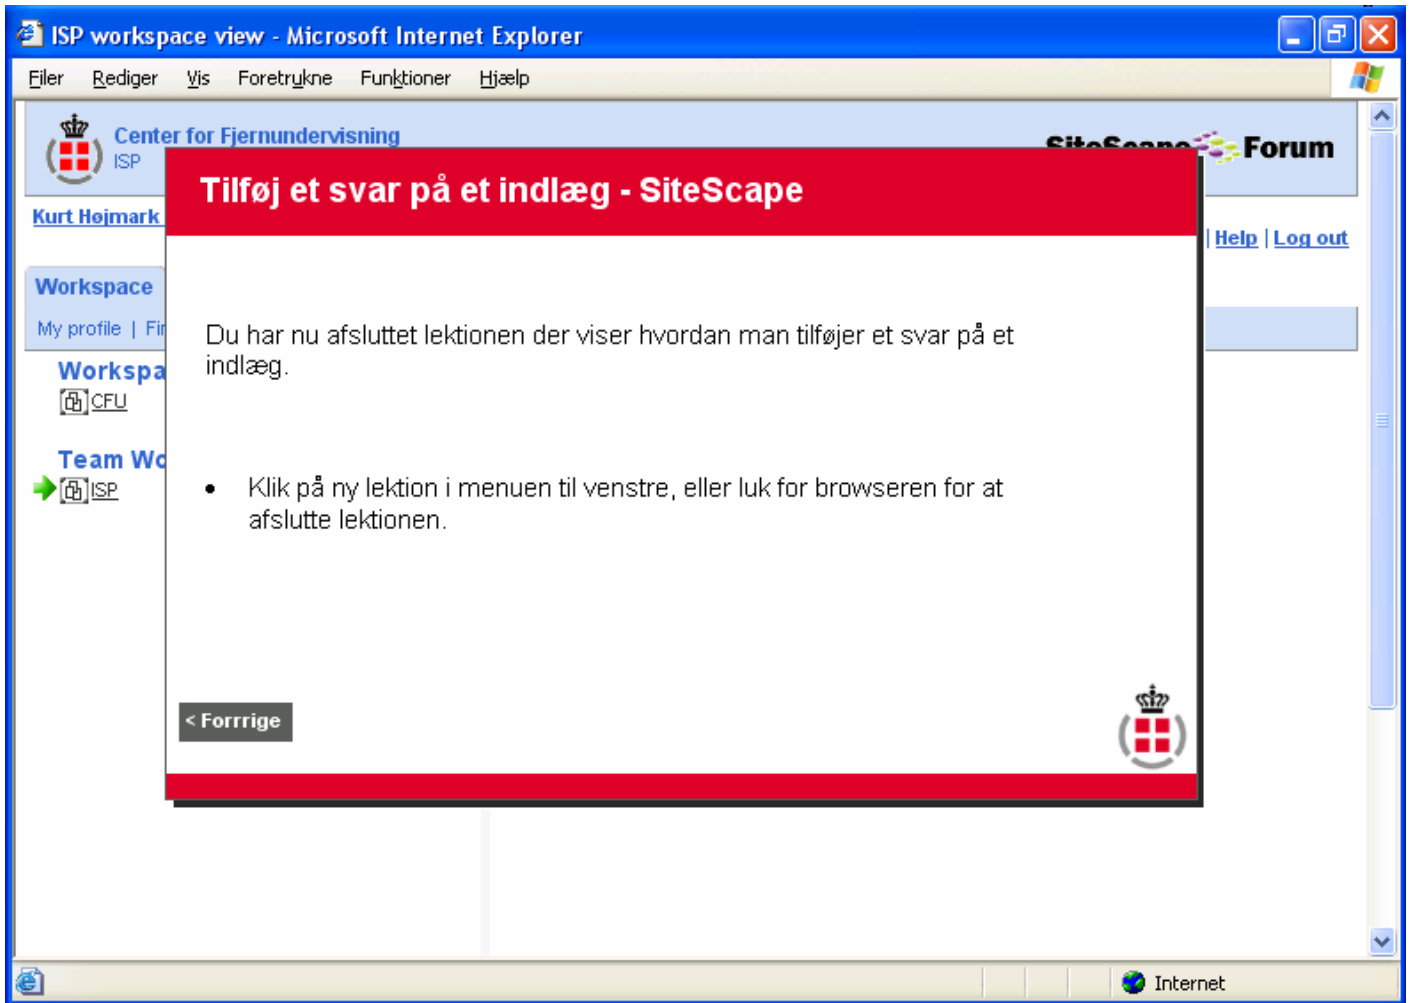 ISP workspace view - Microsoft Internet Explorer
Filer Rediger Vis Foretrukne Funktioner Hjælp
Center for Fjernundervisning
ISP
Forum
Tilføj et svar på et indlæg - SiteScape
Kurt Højmark
| Help | Log out
Workspace
My profile |
Du har nu afsluttet lektionen der viser hvordan man tilføjer et svar på et
indlæg.
CFU
Team
ISP
• Klik på ny lektion i menuen til venstre, eller luk for browseren for at
afslutte lektionen.
< Forrrige
Internet